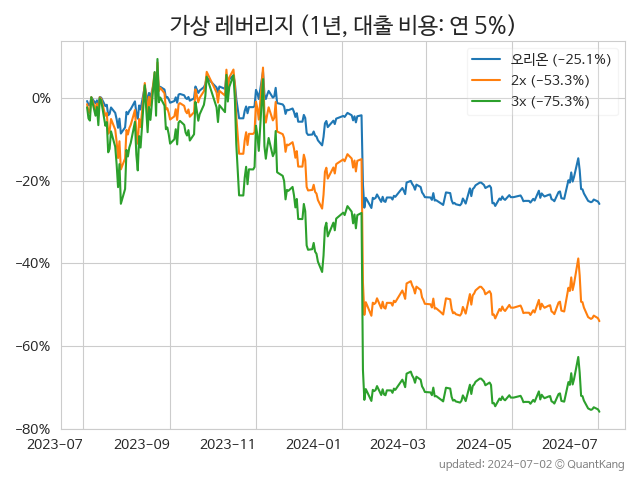 가상 레버리지 (1년, 대출 비용: 연 5%)
오리온 (−25.1%)
2x (−53.3%)
3x (−75.3%)
0%
−20%
−40%
−60%
−80%
2023-07 2023-09 2023-11 2024-01 2024-03 2024-05 2024-07
updated: 2024-07-02 © QuantKang